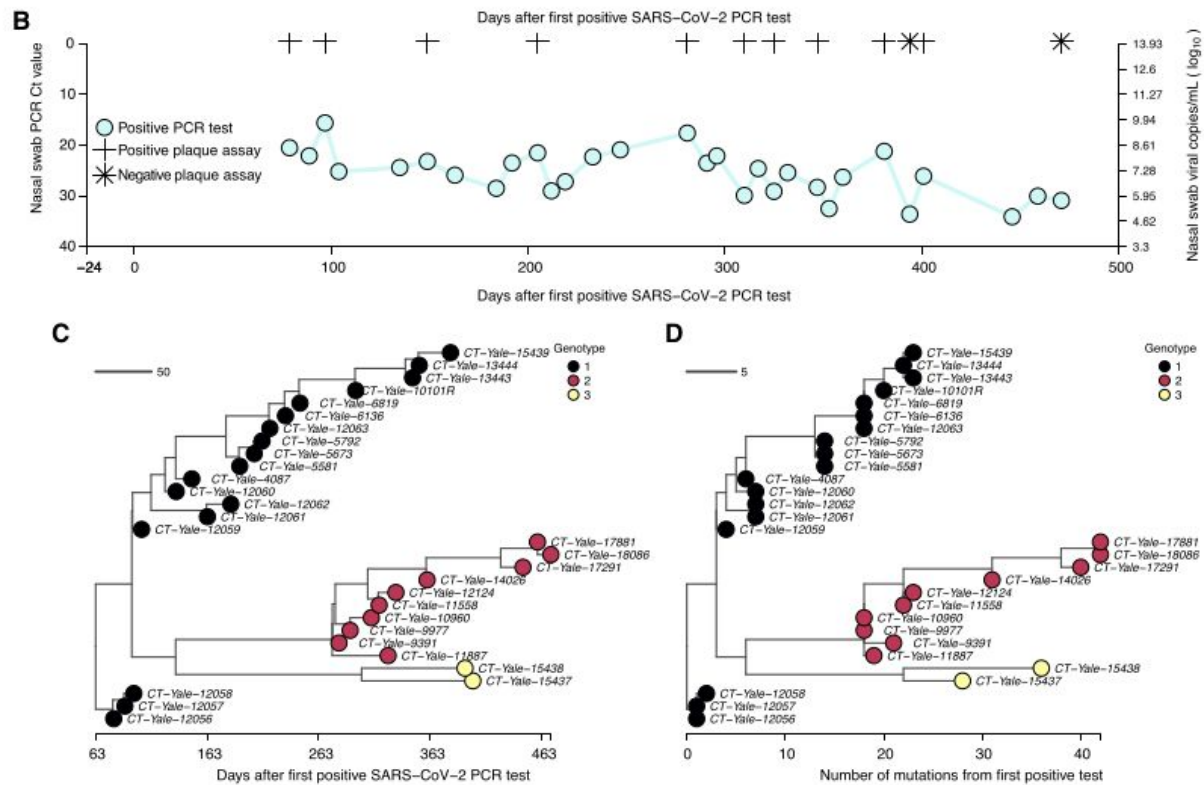 B
Days after first positive SARS−CoV−2 PCR test
Nasal swab PCR Ct value
0
10
20
30
40
Positive PCR test
Positive plaque assay
Negative plaque assay
13.93
12.6
11.27
9.94
8.61
7.28
5.95
4.62
3.3
Nasal swab viral copies/mL ( log10)
−24
0
100
200
300
400
500
Days after first positive SARS−CoV−2 PCR test
C
50
Genotype
1
2
3
CT−Yale−15439
CT−Yale−13444
CT−Yale−13443
CT−Yale−10101R
CT−Yale−6819
CT−Yale−6136
CT−Yale−12063
CT−Yale−5792
CT−Yale−5673
CT−Yale−5581
CT−Yale−4087
CT−Yale−12060
CT−Yale−12062
CT−Yale−12061
CT−Yale−12059
CT−Yale−17881
CT−Yale−18086
CT−Yale−17291
CT−Yale−14026
CT−Yale−12124
CT−Yale−11558
CT−Yale−10960
CT−Yale−9977
CT−Yale−9391
CT−Yale−11887
CT−Yale−15438
CT−Yale−15437
CT−Yale−12058
CT−Yale−12057
CT−Yale−12056
63
163
263
363
463
Days after first positive SARS−CoV−2 PCR test
D
5
Genotype
1
2
3
CT−Yale−15439
CT−Yale−13444
CT−Yale−13443
CT−Yale−10101R
CT−Yale−6819
CT−Yale−6136
CT−Yale−12063
CT−Yale−5792
CT−Yale−5673
CT−Yale−5581
CT−Yale−4087
CT−Yale−12060
CT−Yale−12062
CT−Yale−12061
CT−Yale−12059
CT−Yale−17881
CT−Yale−18086
CT−Yale−17291
CT−Yale−14026
CT−Yale−12124
CT−Yale−11558
CT−Yale−10960
CT−Yale−9977
CT−Yale−9391
CT−Yale−11887
CT−Yale−15438
CT−Yale−15437
CT−Yale−12058
CT−Yale−12057
CT−Yale−12056
0
10
20
30
40
Number of mutations from first positive test